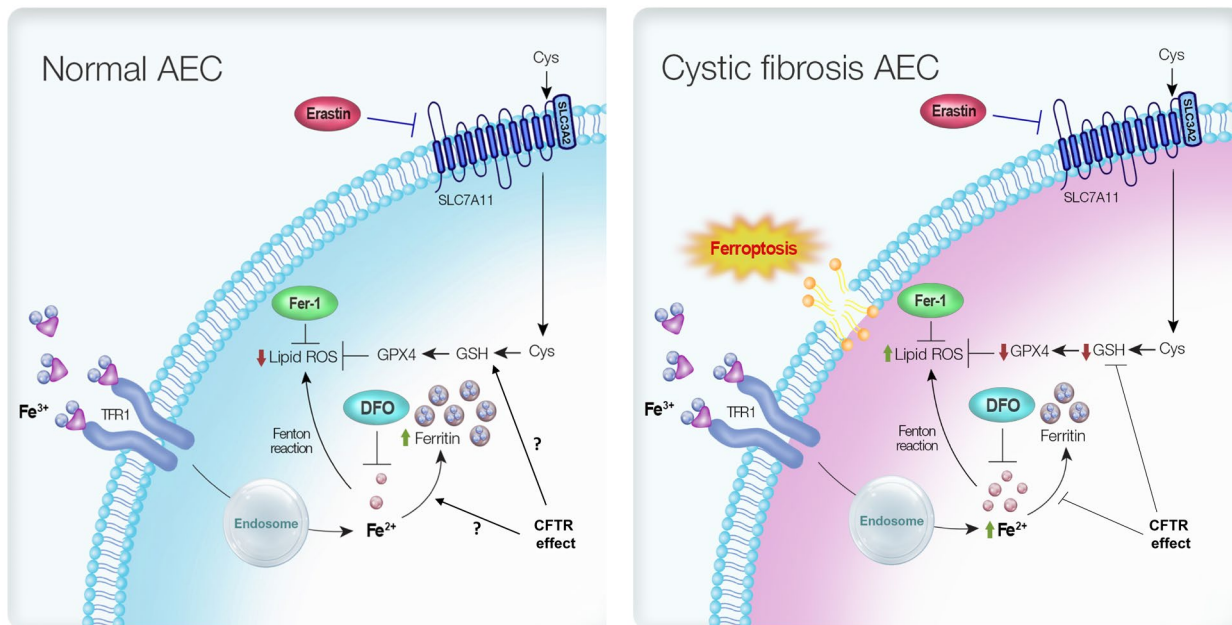 Normal AEC
Cys
Erastin
SLC3A2
SLC7A11
Fer-1
Lipid ROS
GPX4
GSH
Cys
Fe³⁺
TFR1
DFO
Fenton
reaction
Ferritin
?
Endosome
Fe²⁺
?
CFTR
effect
Cystic fibrosis AEC
Cys
Erastin
SLC3A2
SLC7A11
Ferroptosis
Fer-1
Lipid ROS
GPX4
GSH
Cys
Fe³⁺
TFR1
DFO
Fenton
reaction
Ferritin
Endosome
Fe²⁺
CFTR
effect